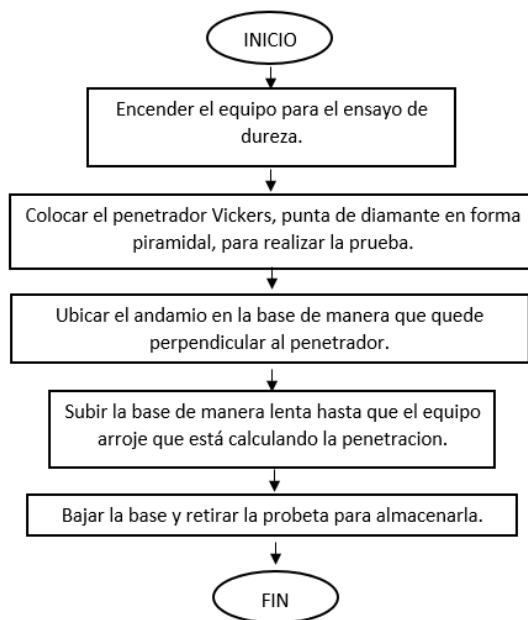 INICIO
Encender el equipo para el ensayo de
dureza.
Colocar el penetrador Vickers, punta de diamante en forma
piramidal, para realizar la prueba.
Ubicar el andamio en la base de manera que quede
perpendicular al penetrador.
Subir la base de manera lenta hasta que el equipo
arroje que está calculando la penetracion.
Bajar la base y retirar la probeta para almacenarla.
FIN